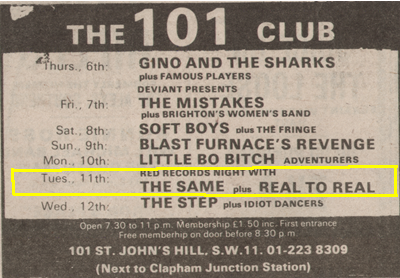 THE 101 CLUB
Thurs., 6th: GINO AND THE SHARKS
plus FAMOUS PLAYERS
DEVIANT PRESENTS
Fri., 7th: THE MISTAKES
plus BRIGHTON'S WOMEN'S BAND
Sat., 8th: SOFT BOYS plus THE FRINGE
Sun., 9th: BLAST FURNACE'S REVENGE
Mon., 10th: LITTLE BO BITCH ADVENTURERS
RED RECORDS NIGHT WITH
Tues., 11th: THE SAME plus REAL TO REAL
Wed., 12th: THE STEP plus IDIOT DANCERS
Open 7.30 to 11 p.m. Membership £1.50 inc. First entrance
Free membership on door before 8.30 p.m.
101 ST. JOHN'S HILL, S.W.11. 01-223 8309
(Next to Clapham Junction Station)